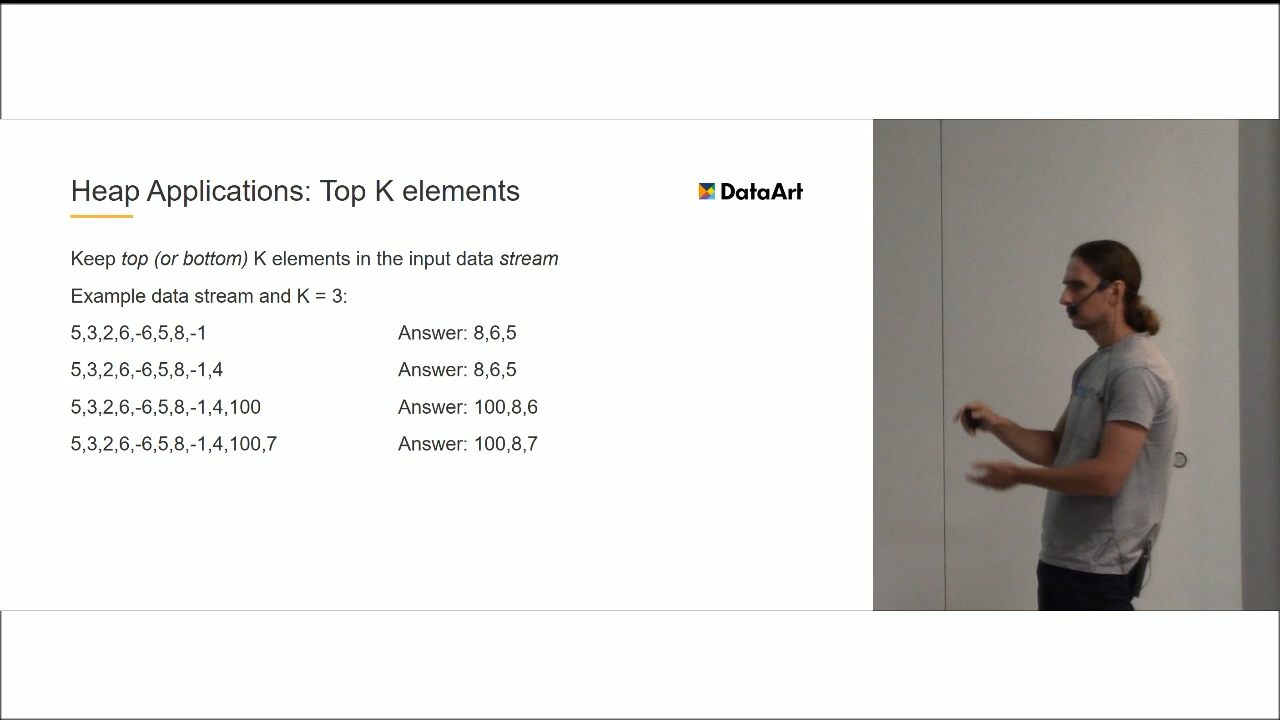 Heap Applications: Top K elements
DataArt
Keep top (or bottom) K elements in the input data stream
Example data stream and K = 3:
5,3,2,6,-6,5,8,-1 Answer: 8,6,5
5,3,2,6,-6,5,8,-1,4 Answer: 8,6,5
5,3,2,6,-6,5,8,-1,4,100 Answer: 100,8,6
5,3,2,6,-6,5,8,-1,4,100,7 Answer: 100,8,7